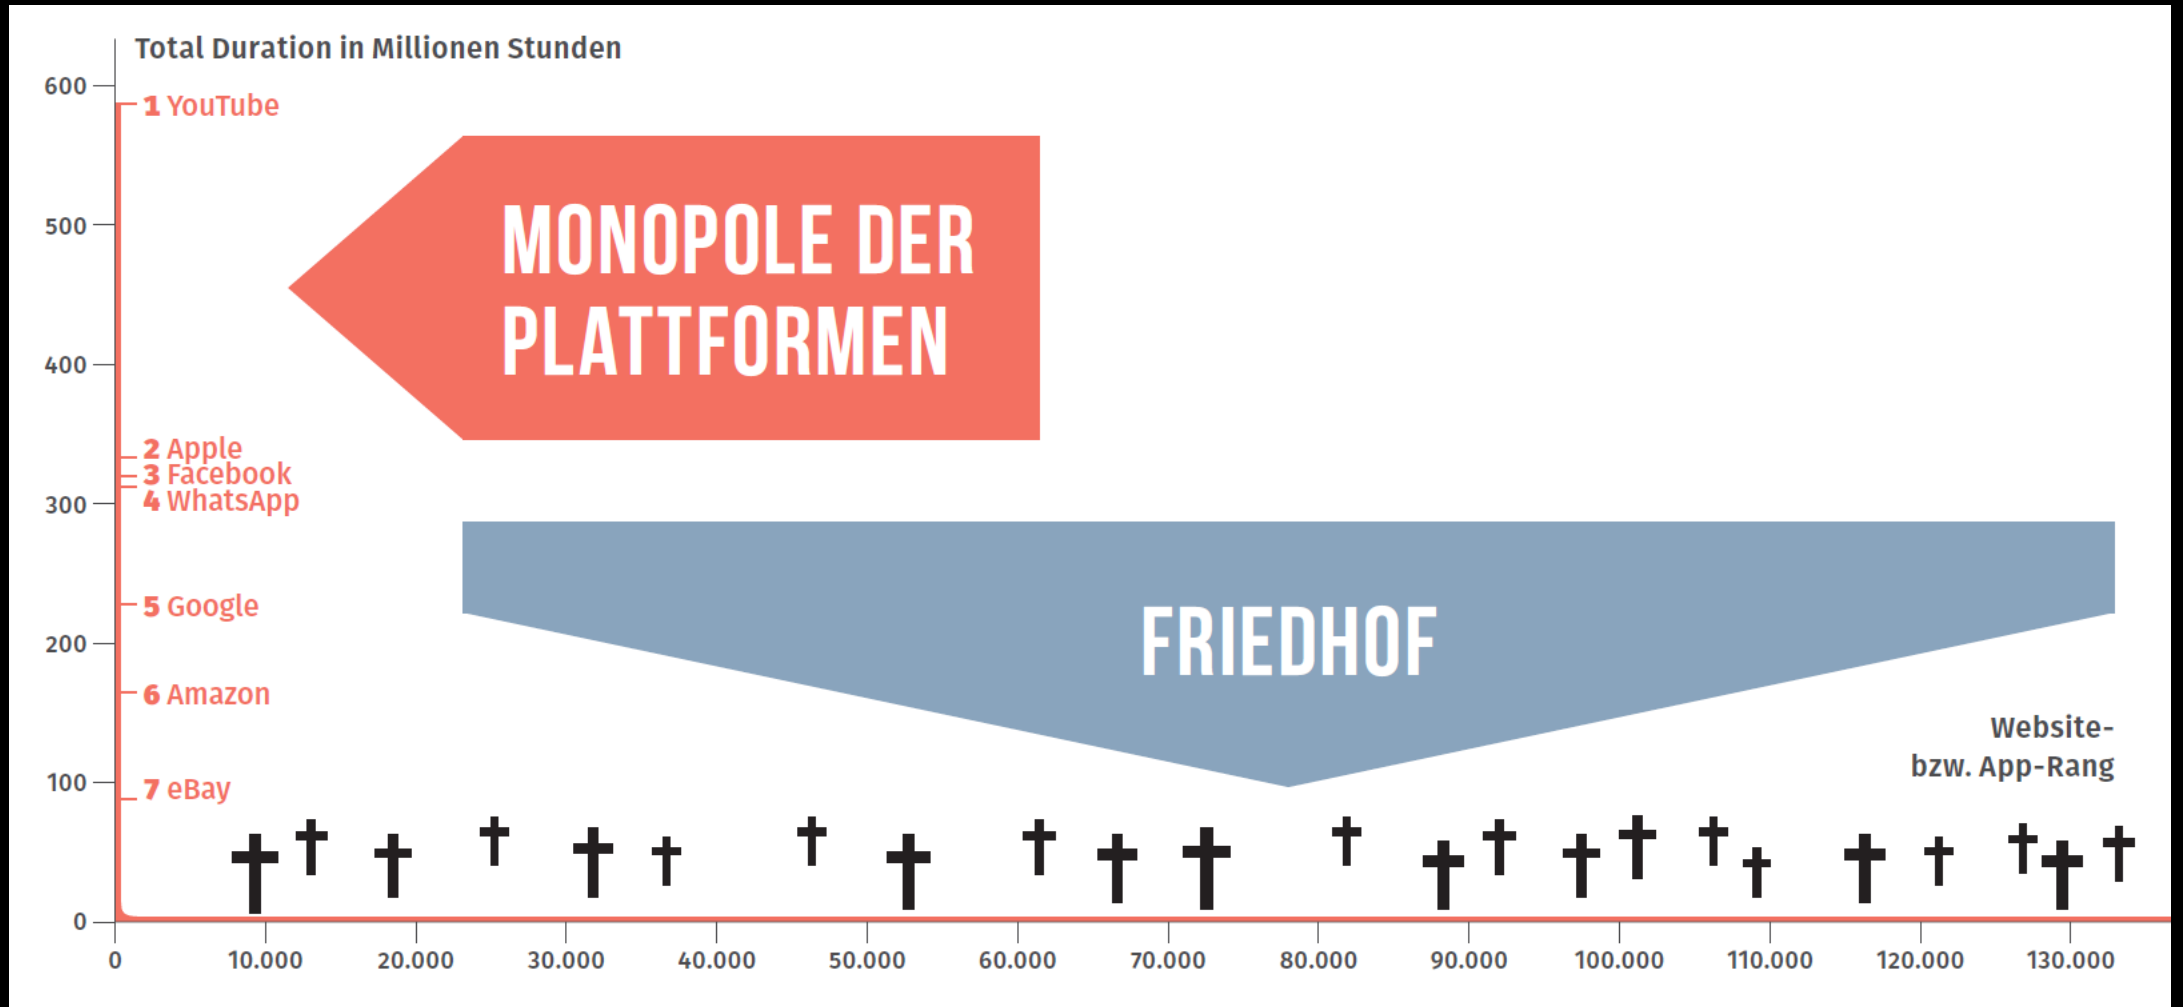 Total Duration in Millionen Stunden
600
1 YouTube
500
MONOPOLE DER
PLATTFORMEN
400
2 Apple
3 Facebook
4 WhatsApp
300
5 Google
FRIEDHOF
200
6 Amazon
Website-
bzw. App-Rang
100
7 eBay
0
0 10.000 20.000 30.000 40.000 50.000 60.000 70.000 80.000 90.000 100.000 110.000 120.000 130.000